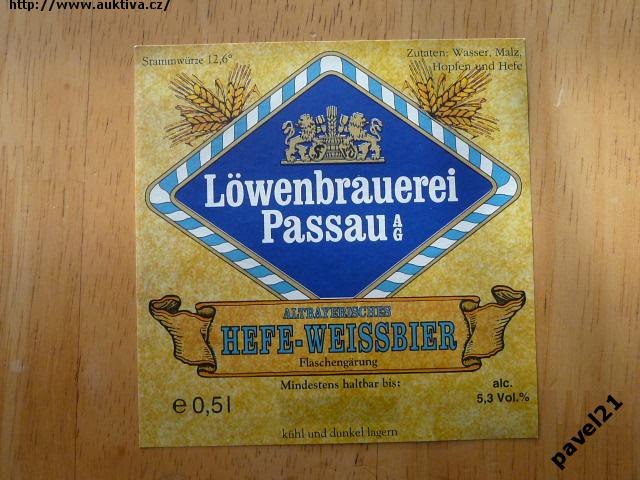 http://www.auktiva.cz/
Stammwürze 12,6°
Zutaten: Wasser, Malz,
Hopfen und Hefe
Löwenbrauerei
Passau AG
ALTBAYERISCHES
HEFE-WEISSBIER
Flaschengärung
Mindestens haltbar bis:
alc.
5,3 Vol.%
e 0,5 l
kühl und dunkel lagern
pavel21